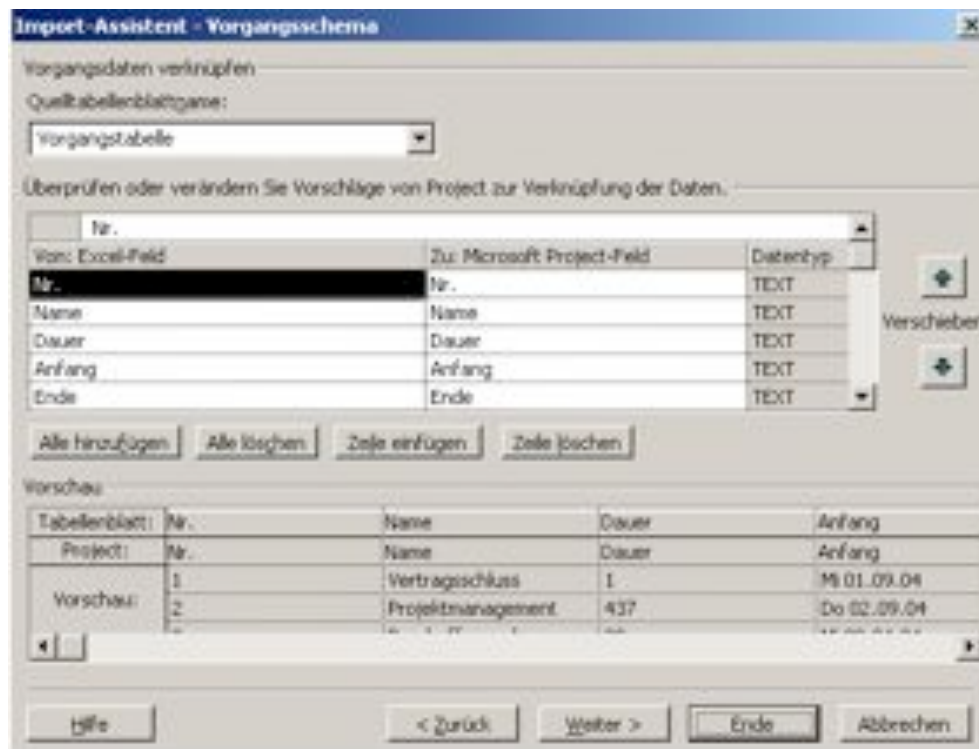 Import-Assistent - Vorgangsschema
Vorgangsdaten verknüpfen
Quelltabellenblattname:
Vorgangstabelle
Überprüfen oder verändern Sie Vorschläge von Project zur Verknüpfung der Daten.
Nr.
Von: Excel-Feld Zu: Microsoft Project-Feld Datentyp
Nr. Nr. TEXT
Name Name TEXT
Verschieben
Dauer Dauer TEXT
Anfang Anfang TEXT
Ende Ende TEXT
Alle hinzufügen Alle löschen Zeile einfügen Zeile löschen
Vorschau
Tabellenblatt: Nr. Name Dauer Anfang
Project: Nr. Name Dauer Anfang
Vorschau:
1 Vertragsschluss 1 Mi 01.09.04
2 Projektmanagement 437 Do 02.09.04
Hilfe < Zurück Weiter > Ende Abbrechen